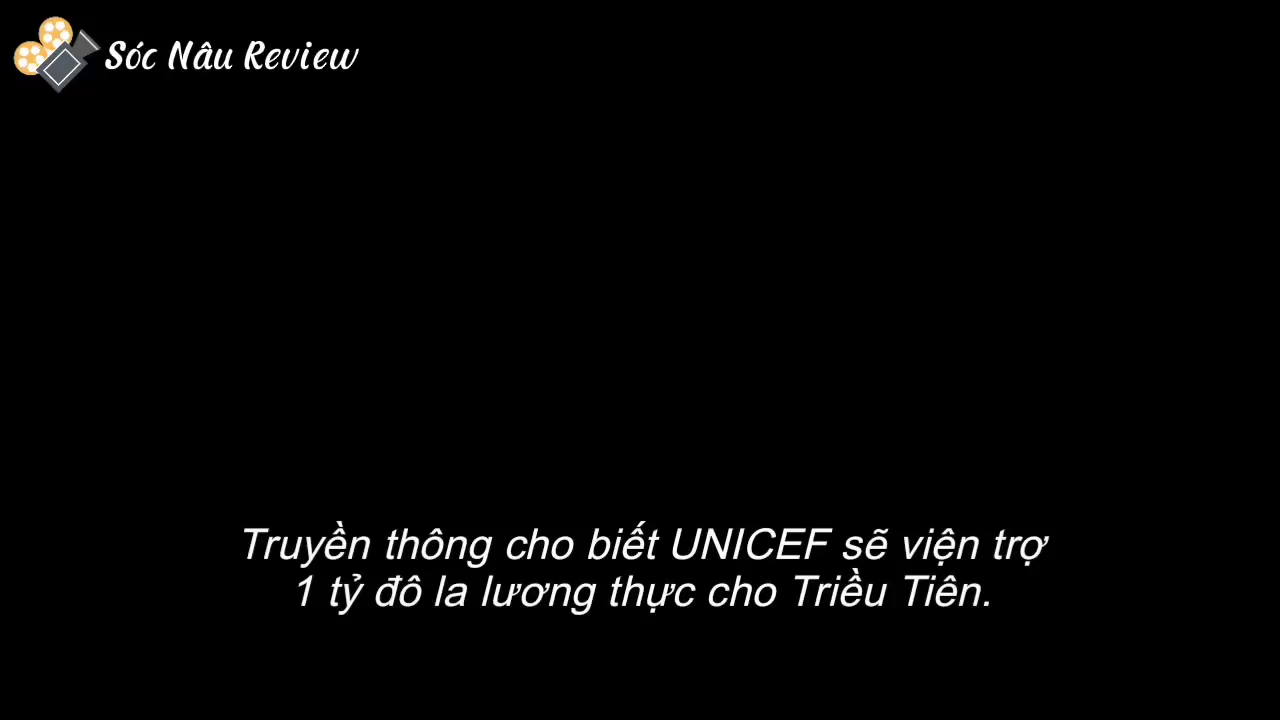 Sóc Nâu Review
Truyền thông cho biết UNICEF sẽ viện trợ
1 tỷ đô la lương thực cho Triều Tiên.